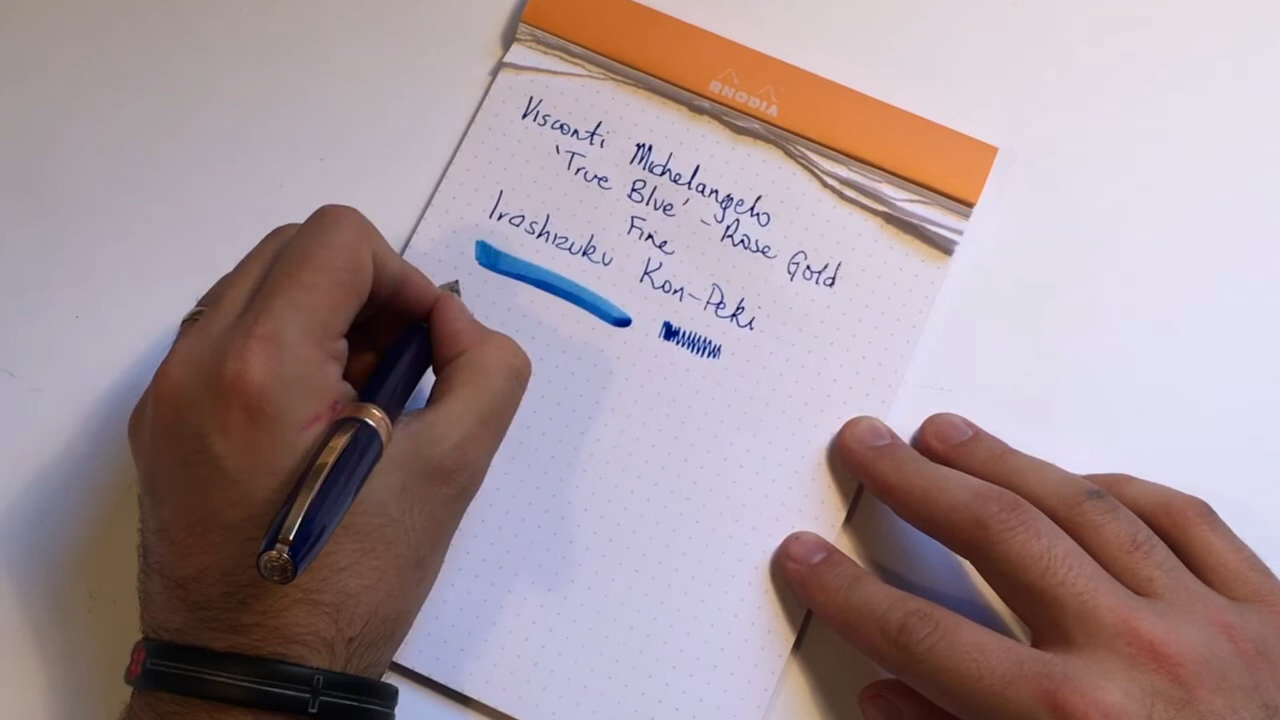 RHODIA
Visconti Michelangelo
'True Blue' - Rose Gold
Fine
Iroshizuku Kon-Peki